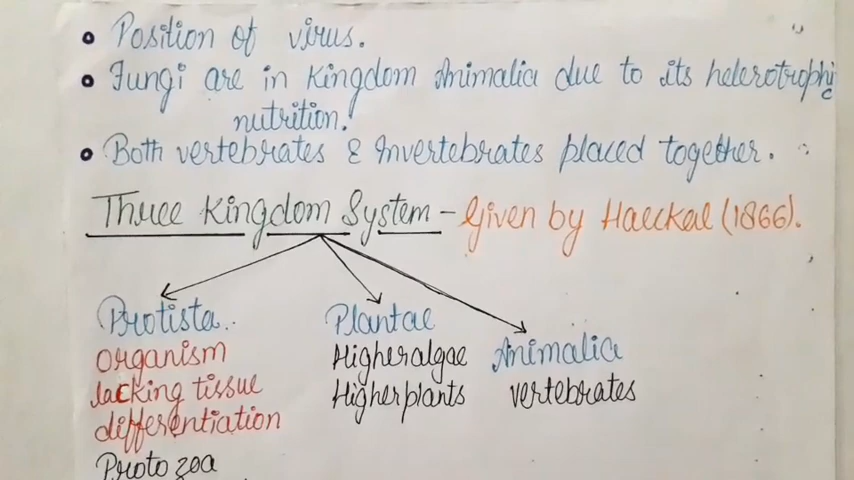 • Position of virus.
• Fungi are in Kingdom Animalia due to its heterotrophic
nutrition.
• Both vertebrates & Invertebrates placed together.
Three Kingdom System - Given by Haeckal (1866).
Protista..
organism
lacking tissue
differentiation
Protozoa
Plantae
Higher algae
Higher plants
Animalia
vertebrates